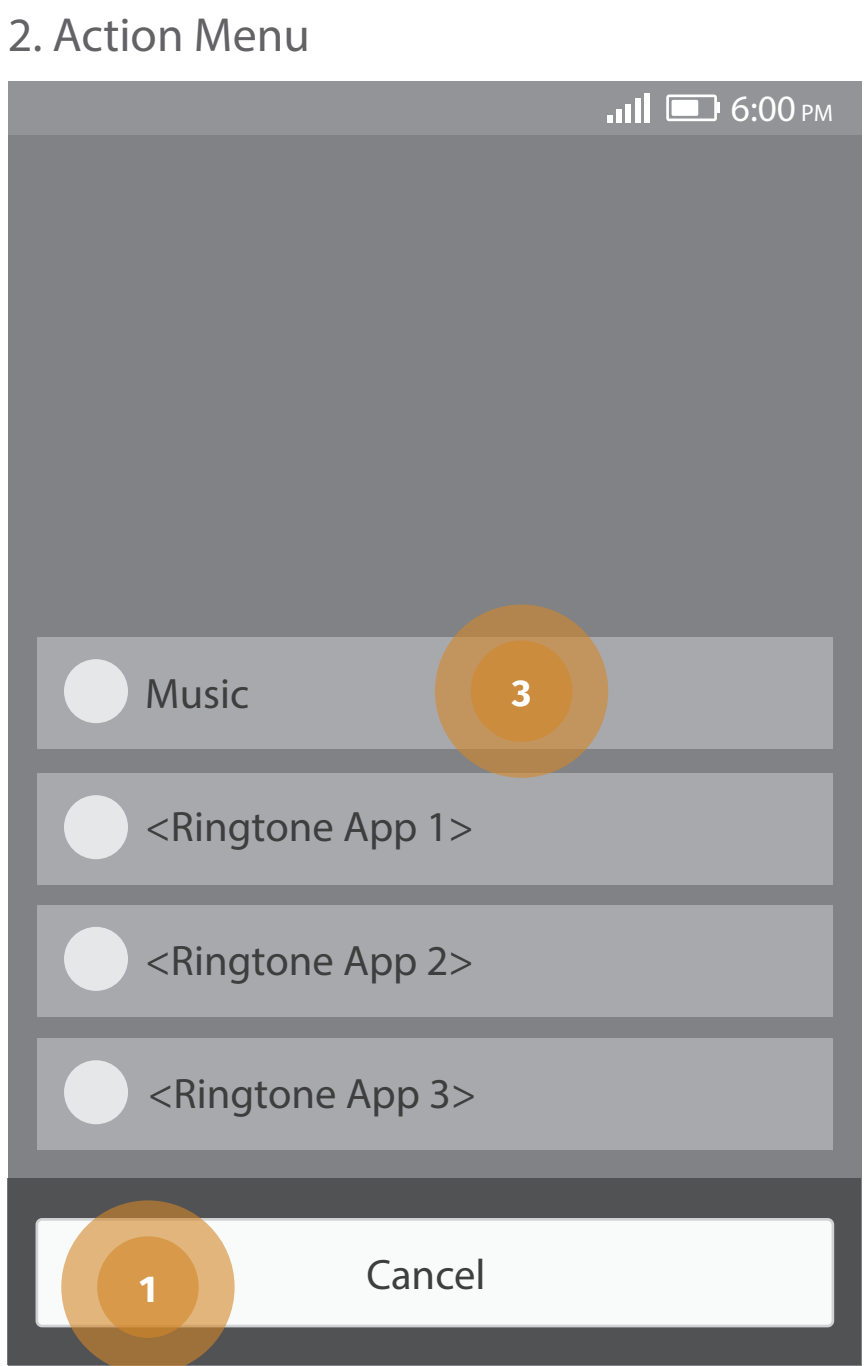 2. Action Menu
6:00 PM
Music
3
<Ringtone App 1>
<Ringtone App 2>
<Ringtone App 3>
1
Cancel